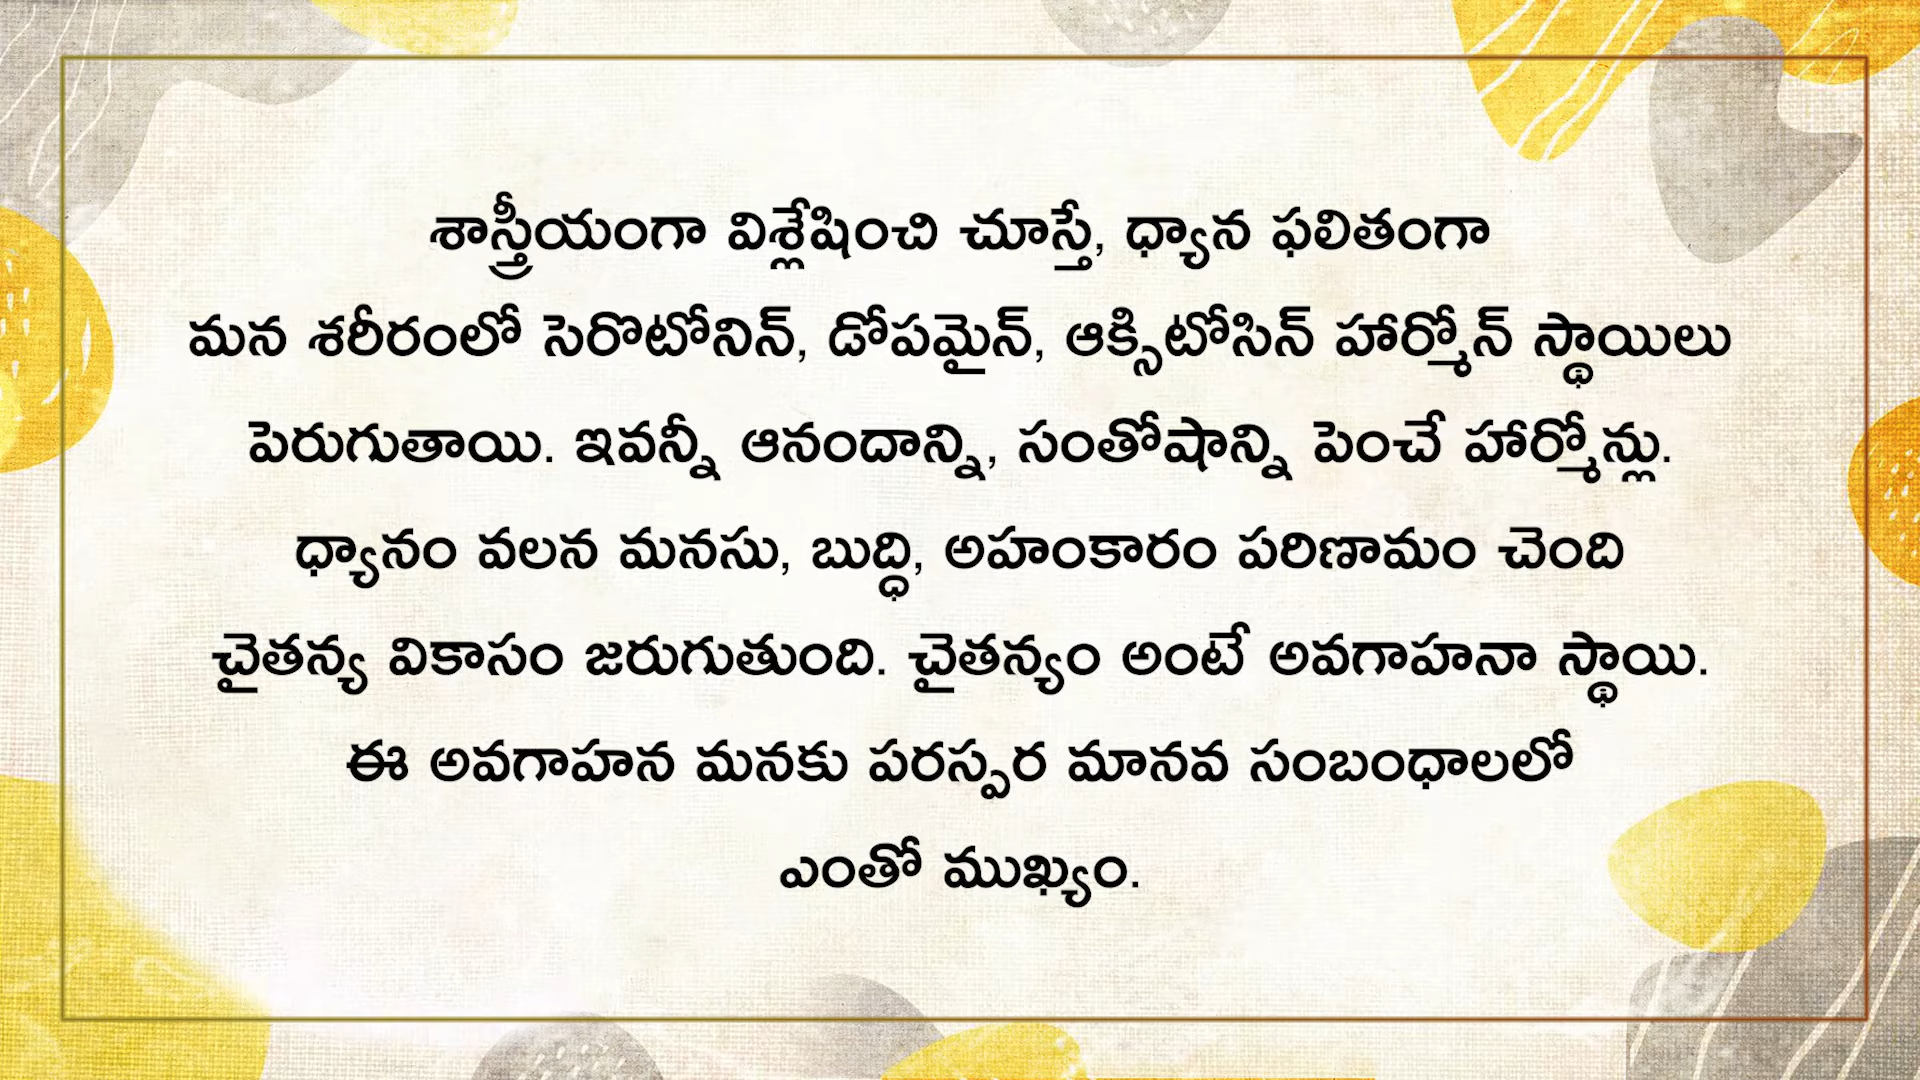 శాస్త్రీయంగా విశ్లేషించి చూస్తే, ధ్యాన ఫలితంగా
మన శరీరంలో సెరొటోనిన్, డోపమైన్, ఆక్సిటోసిన్ హార్మోన్ స్థాయిలు
పెరుగుతాయి. ఇవన్నీ ఆనందాన్ని, సంతోషాన్ని పెంచే హార్మోన్లు.
ధ్యానం వలన మనసు, బుద్ధి, అహంకారం పరిణామం చెంది
చైతన్య వికాసం జరుగుతుంది. చైతన్యం అంటే అవగాహనా స్థాయి.
ఈ అవగాహన మనకు పరస్పర మానవ సంబంధాలలో
ఎంతో ముఖ్యం.